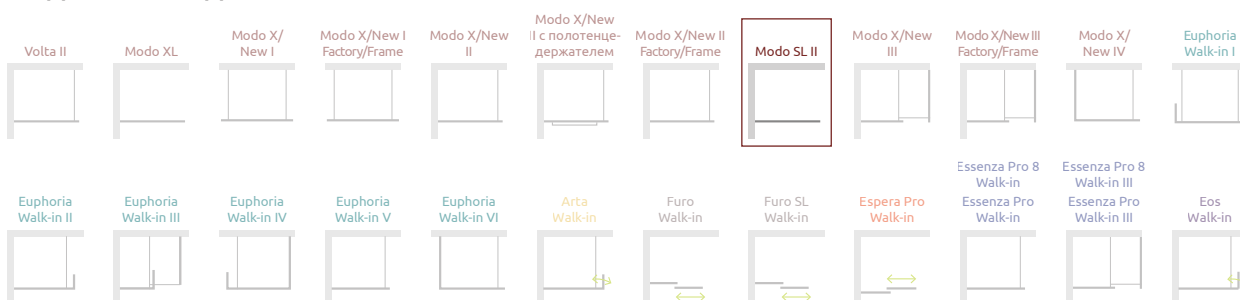 Volta II
Modo XL
Modo X/
New I
Modo X/New I
Factory/Frame
Modo X/New
II
Modo X/New
II с полотенце-
держателем
Modo X/New II
Factory/Frame
Modo SL II
Modo X/New
III
Modo X/New III
Factory/Frame
Modo X/
New IV
Euphoria
Walk-in I
Euphoria
Walk-in II
Euphoria
Walk-in III
Euphoria
Walk-in IV
Euphoria
Walk-in V
Euphoria
Walk-in VI
Arta
Walk-in
Furo
Walk-in
Furo SL
Walk-in
Espera Pro
Walk-in
Essenza Pro 8
Walk-in
Essenza Pro
Walk-in
Essenza Pro 8
Walk-in III
Essenza Pro
Walk-in III
Eos
Walk-in